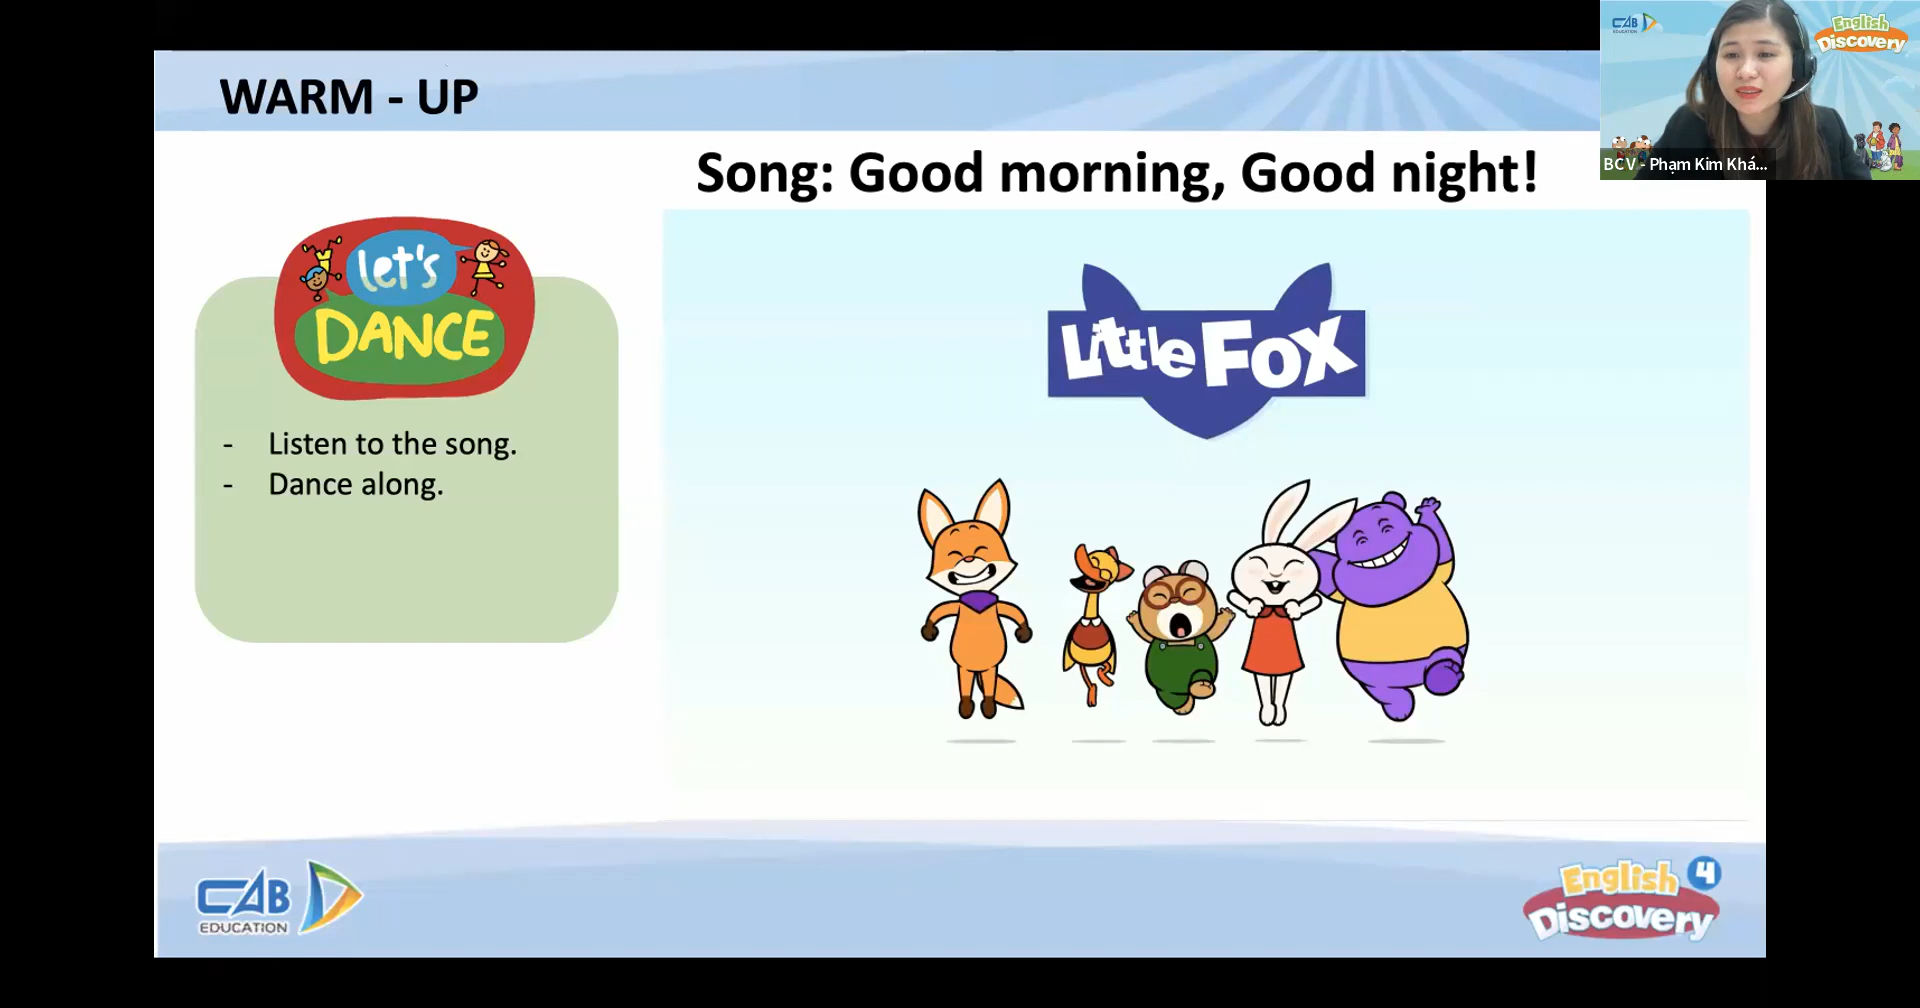 WARM - UP
Song: Good morning, Good night!
let's
DANCE
- Listen to the song.
- Dance along.
Little Fox
CAB
EDUCATION
English 4
Discovery
CAB
EDUCATION
English
Discovery
BCV - Phạm Kim Khá...